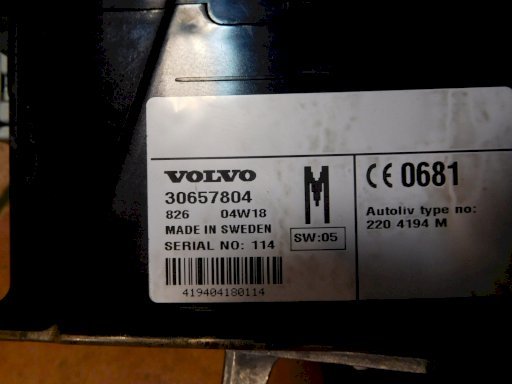 VOLVO
30657804
826 04W18
MADE IN SWEDEN
SERIAL NO: 114
419404180114
M
SW:05
CE 0681
Autoliv type no:
220 4194 M